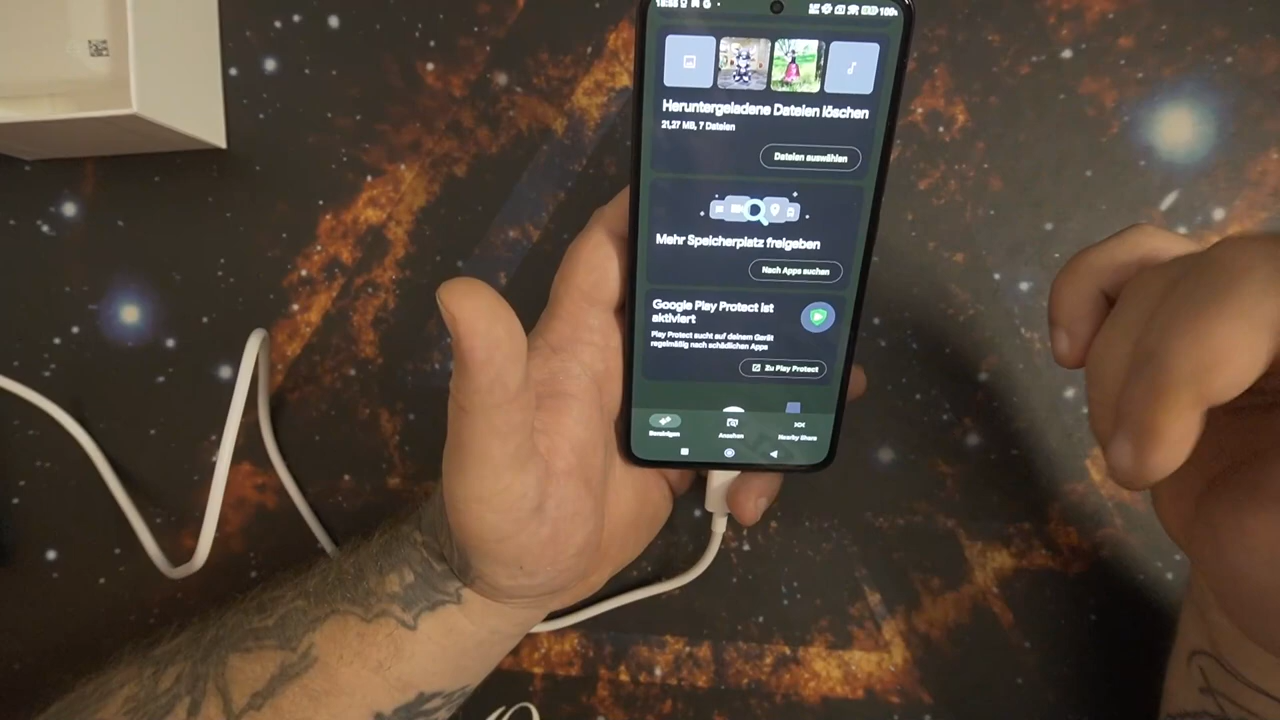 100%
Heruntergeladene Dateien löschen
21,27 MB, 7 Dateien
Dateien auswählen
Mehr Speicherplatz freigeben
Nach Apps suchen
Google Play Protect ist
aktiviert
Play Protect sucht auf deinem Gerät
regelmäßig nach schädlichen Apps
Zu Play Protect
Bereinigen
Ansehen
Nearby Share